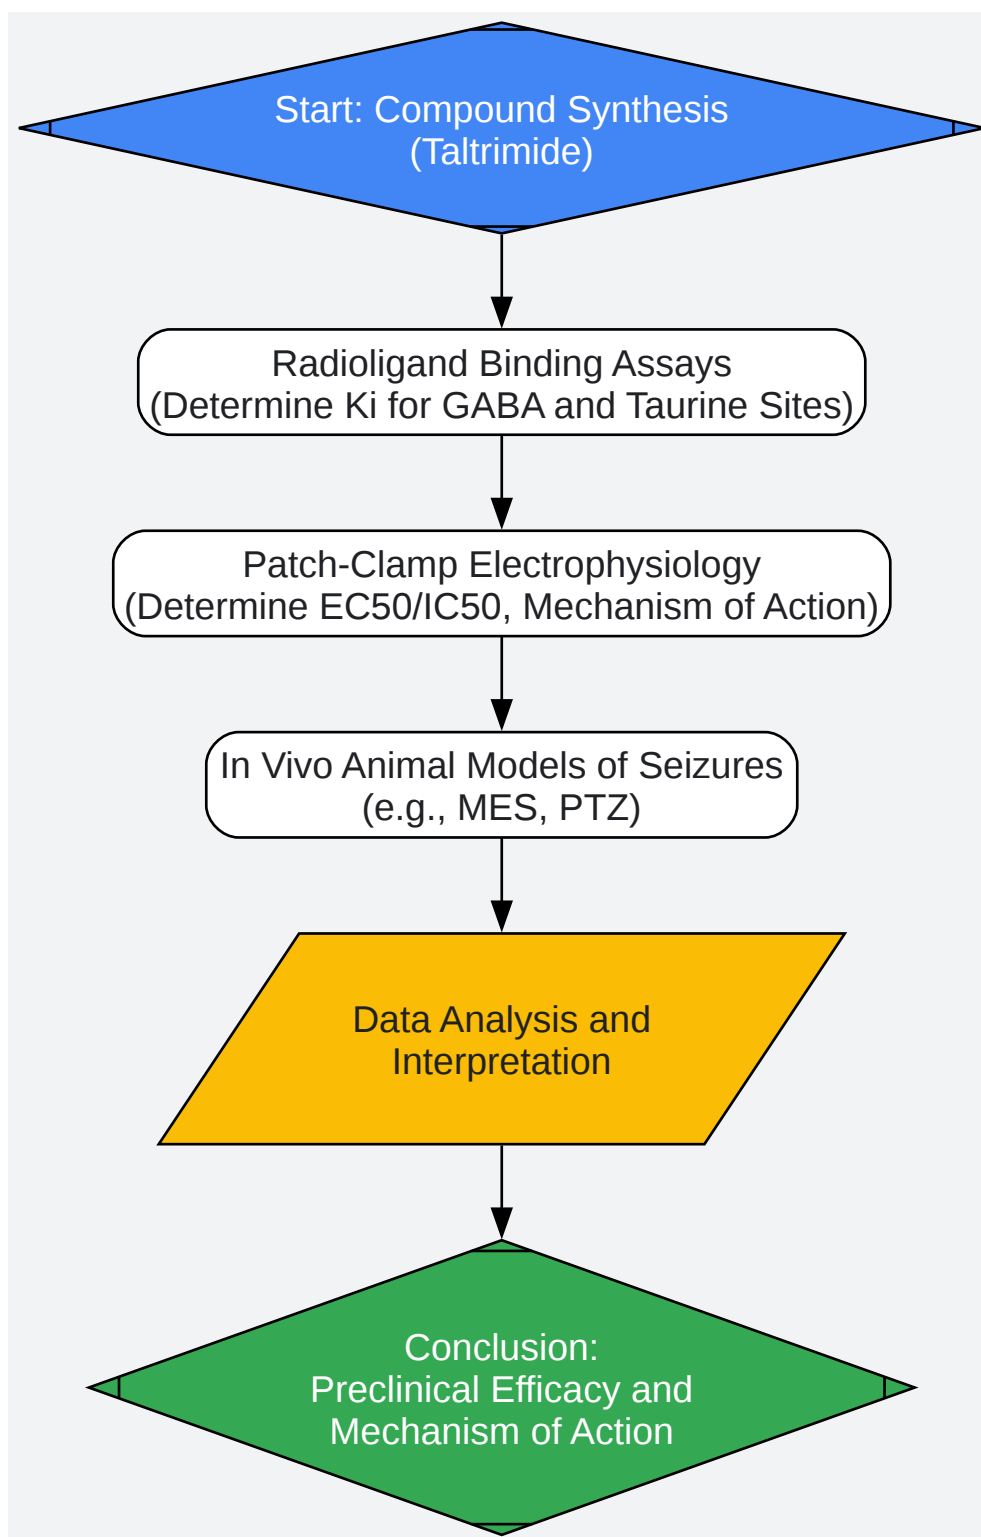 Start: Compound Synthesis
(Taltrimide)
Radioligand Binding Assays
(Determine Ki for GABA and Taurine Sites)
Patch-Clamp Electrophysiology
(Determine EC50/IC50, Mechanism of Action)
In Vivo Animal Models of Seizures
(e.g., MES, PTZ)
Data Analysis and
Interpretation
Conclusion:
Preclinical Efficacy and
Mechanism of Action